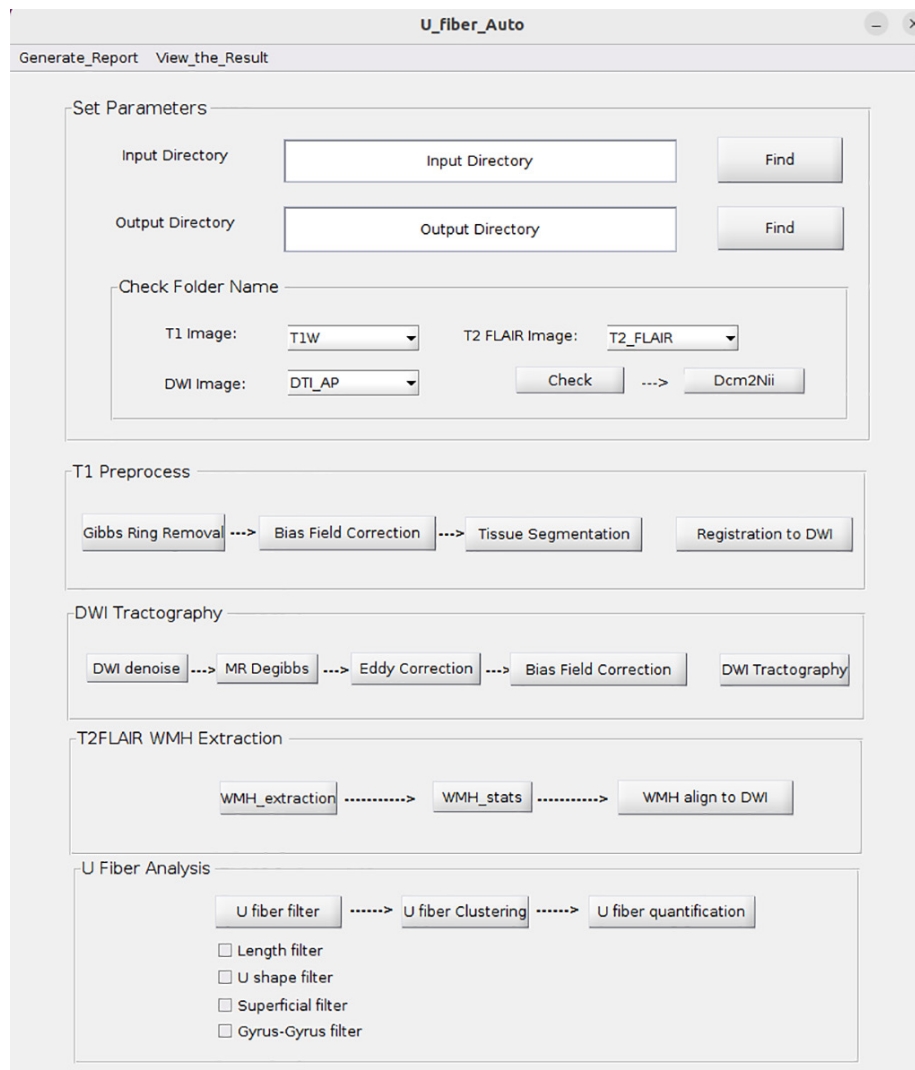 U_fiber_Auto
Generate_Report View_the_Result
Set Parameters
Input Directory Input Directory Find
Output Directory Output Directory Find
Check Folder Name
T1 Image: T1W T2 FLAIR Image: T2_FLAIR
DWI Image: DTI_AP Check ---> Dcm2Nii
T1 Preprocess
Gibbs Ring Removal ---> Bias Field Correction ---> Tissue Segmentation Registration to DWI
DWI Tractography
DWI denoise ---> MR Degibbs ---> Eddy Correction ---> Bias Field Correction DWI Tractography
T2FLAIR WMH Extraction
WMH_extraction -----------> WMH_stats -----------> WMH align to DWI
U Fiber Analysis
U fiber filter ------> U fiber Clustering ------> U fiber quantification
Length filter
U shape filter
Superficial filter
Gyrus-Gyrus filter